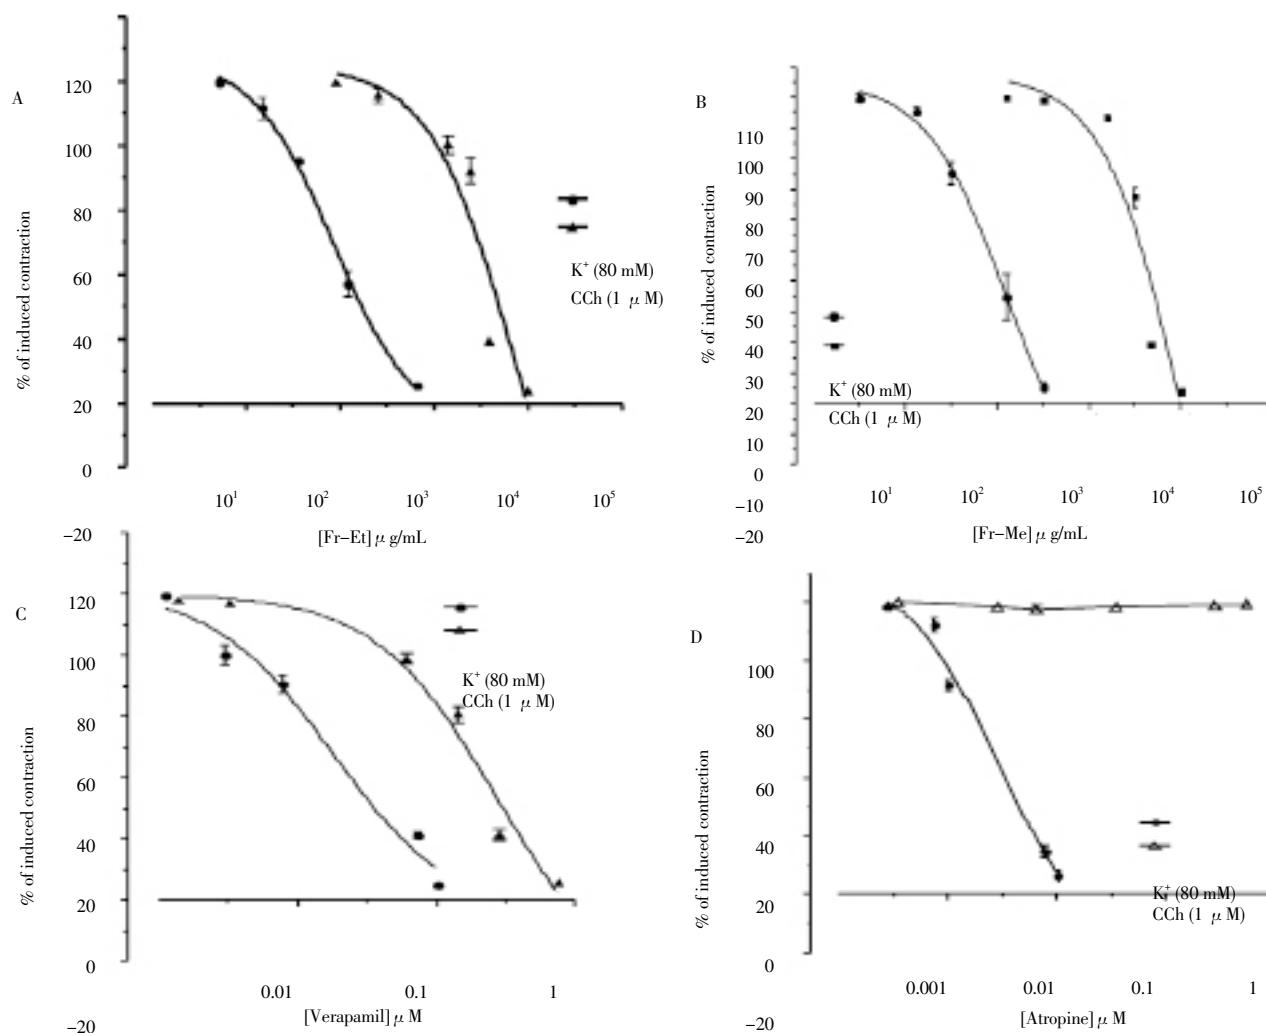 A
% of induced contraction
120
100
80
60
40
20
0
−20
K⁺ (80 mM)
CCh (1 μ M)
10¹ 10² 10³ 10⁴ 10⁵
[Fr−Et] μ g/mL
B
% of induced contraction
110
100
90
80
70
60
50
40
30
20
10
0
−10
−20
K⁺ (80 mM)
CCh (1 μ M)
10¹ 10² 10³ 10⁴ 10⁵
[Fr−Me] μ g/mL
C
% of induced contraction
120
100
80
60
40
20
0
−20
K⁺ (80 mM)
CCh (1 μ M)
0.01 0.1 1
[Verapamil] μ M
D
% of induced contraction
100
80
60
40
20
0
−20
K⁺ (80 mM)
CCh (1 μ M)
0.001 0.01 0.1 1
[Atropine] μ M